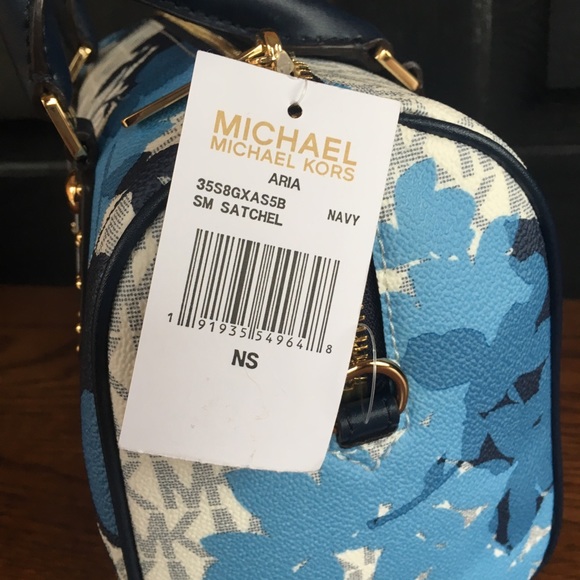 MICHAEL
MICHAEL KORS
ARIA
35S8GXAS5B
SM SATCHEL NAVY
1 91935 54964 8
NS